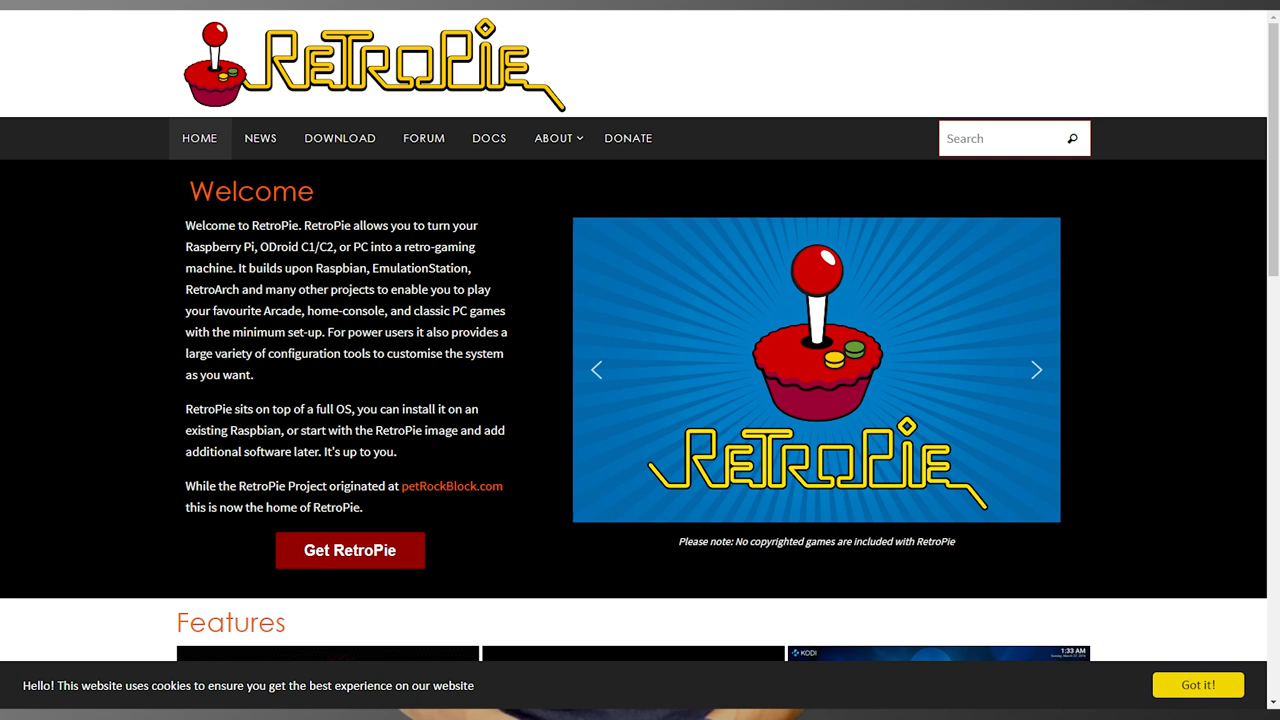 RETROPIE
HOME NEWS DOWNLOAD FORUM DOCS ABOUT DONATE Search
Welcome
Welcome to RetroPie. RetroPie allows you to turn your
Raspberry Pi, ODroid C1/C2, or PC into a retro-gaming
machine. It builds upon Raspbian, EmulationStation,
RetroArch and many other projects to enable you to play
your favourite Arcade, home-console, and classic PC games
with the minimum set-up. For power users it also provides a
large variety of configuration tools to customise the system
as you want.
RetroPie sits on top of a full OS, you can install it on an
existing Raspbian, or start with the RetroPie image and add
additional software later. It's up to you.
While the RetroPie Project originated at petRockBlock.com
this is now the home of RetroPie.
Get RetroPie
RETROPIE
Please note: No copyrighted games are included with RetroPie
Features
KODI
1:33 AM
Hello! This website uses cookies to ensure you get the best experience on our website
Got it!